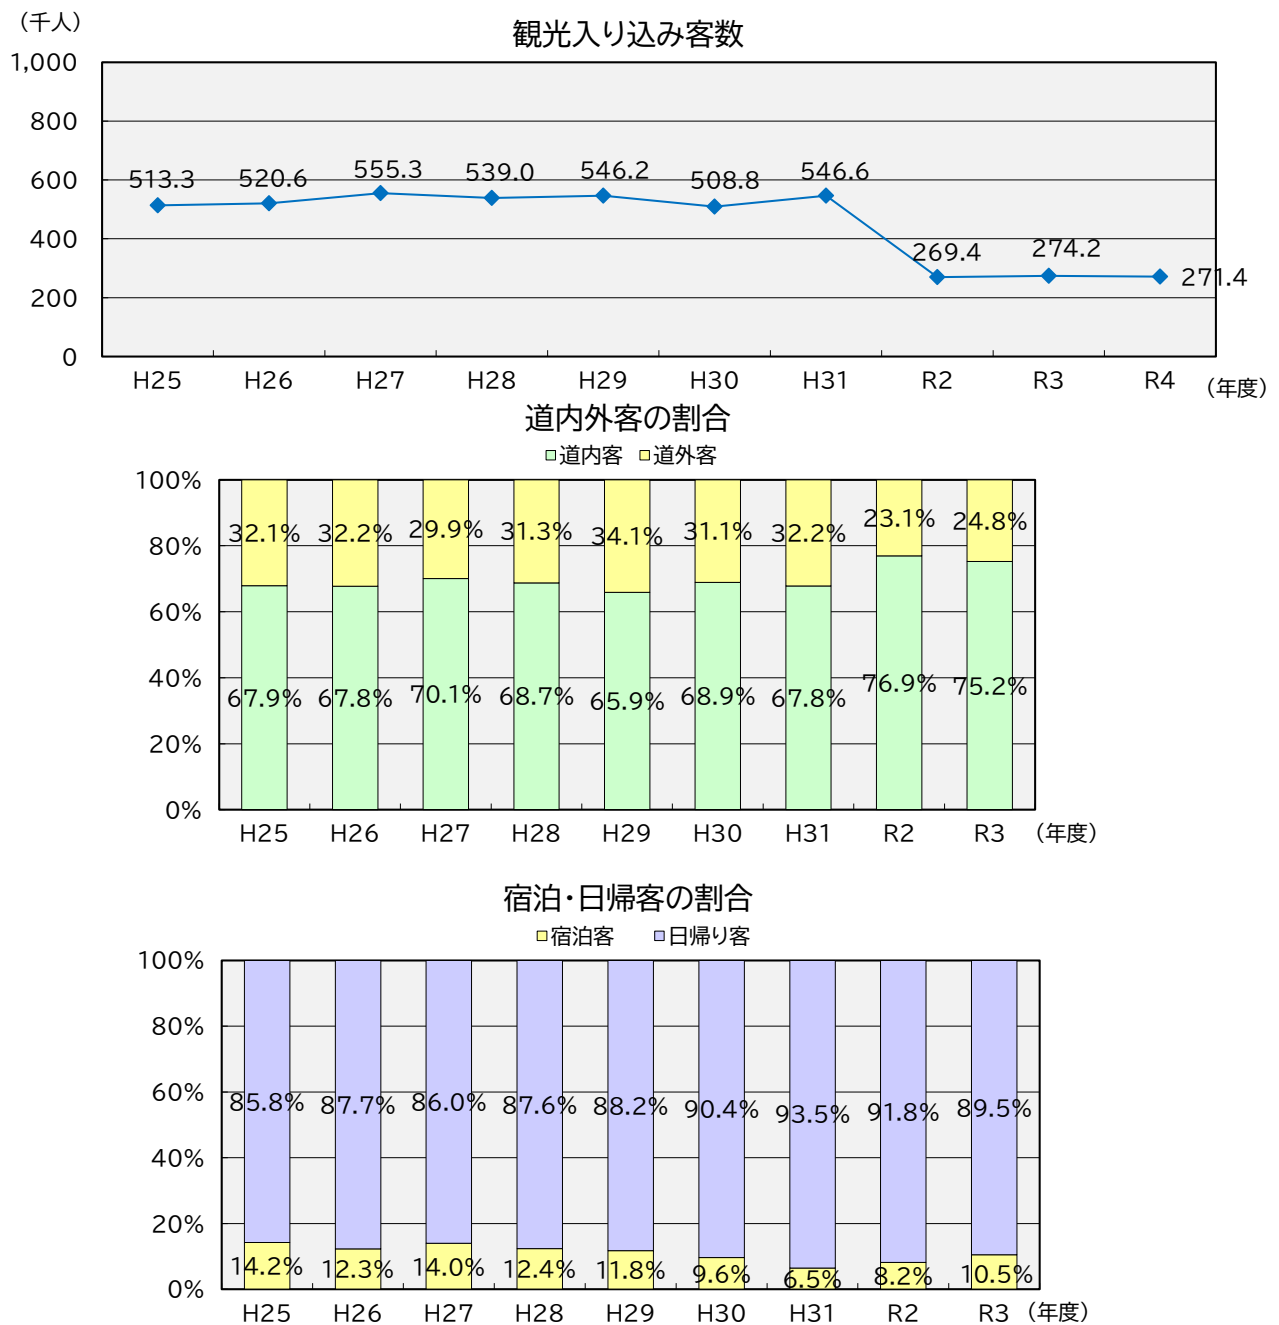 （千人）
観光入り込み客数
1,000
800
600
400
200
0
513.3 520.6 555.3 539.0 546.2 508.8 546.6 269.4 274.2 271.4
H25 H26 H27 H28 H29 H30 H31 R2 R3 R4 （年度）
道内外客の割合
道内客 道外客
100%
80%
60%
40%
20%
0%
32.1% 32.2% 29.9% 31.3% 34.1% 31.1% 32.2% 23.1% 24.8%
67.9% 67.8% 70.1% 68.7% 65.9% 68.9% 67.8% 76.9% 75.2%
H25 H26 H27 H28 H29 H30 H31 R2 R3 （年度）
宿泊・日帰客の割合
宿泊客 日帰り客
100%
80%
60%
40%
20%
0%
85.8% 87.7% 86.0% 87.6% 88.2% 90.4% 93.5% 91.8% 89.5%
14.2% 12.3% 14.0% 12.4% 11.8% 9.6% 6.5% 8.2% 10.5%
H25 H26 H27 H28 H29 H30 H31 R2 R3 （年度）